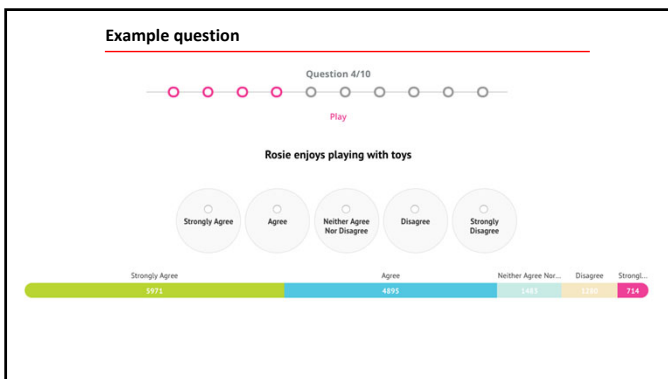 Example question
Question 4/10
Play
Rosie enjoys playing with toys
Strongly Agree
Agree
Neither Agree
Nor Disagree
Disagree
Strongly
Disagree
Strongly Agree
Agree
Neither Agree Nor...
Disagree
Strongl...
5971
4895
1483
714